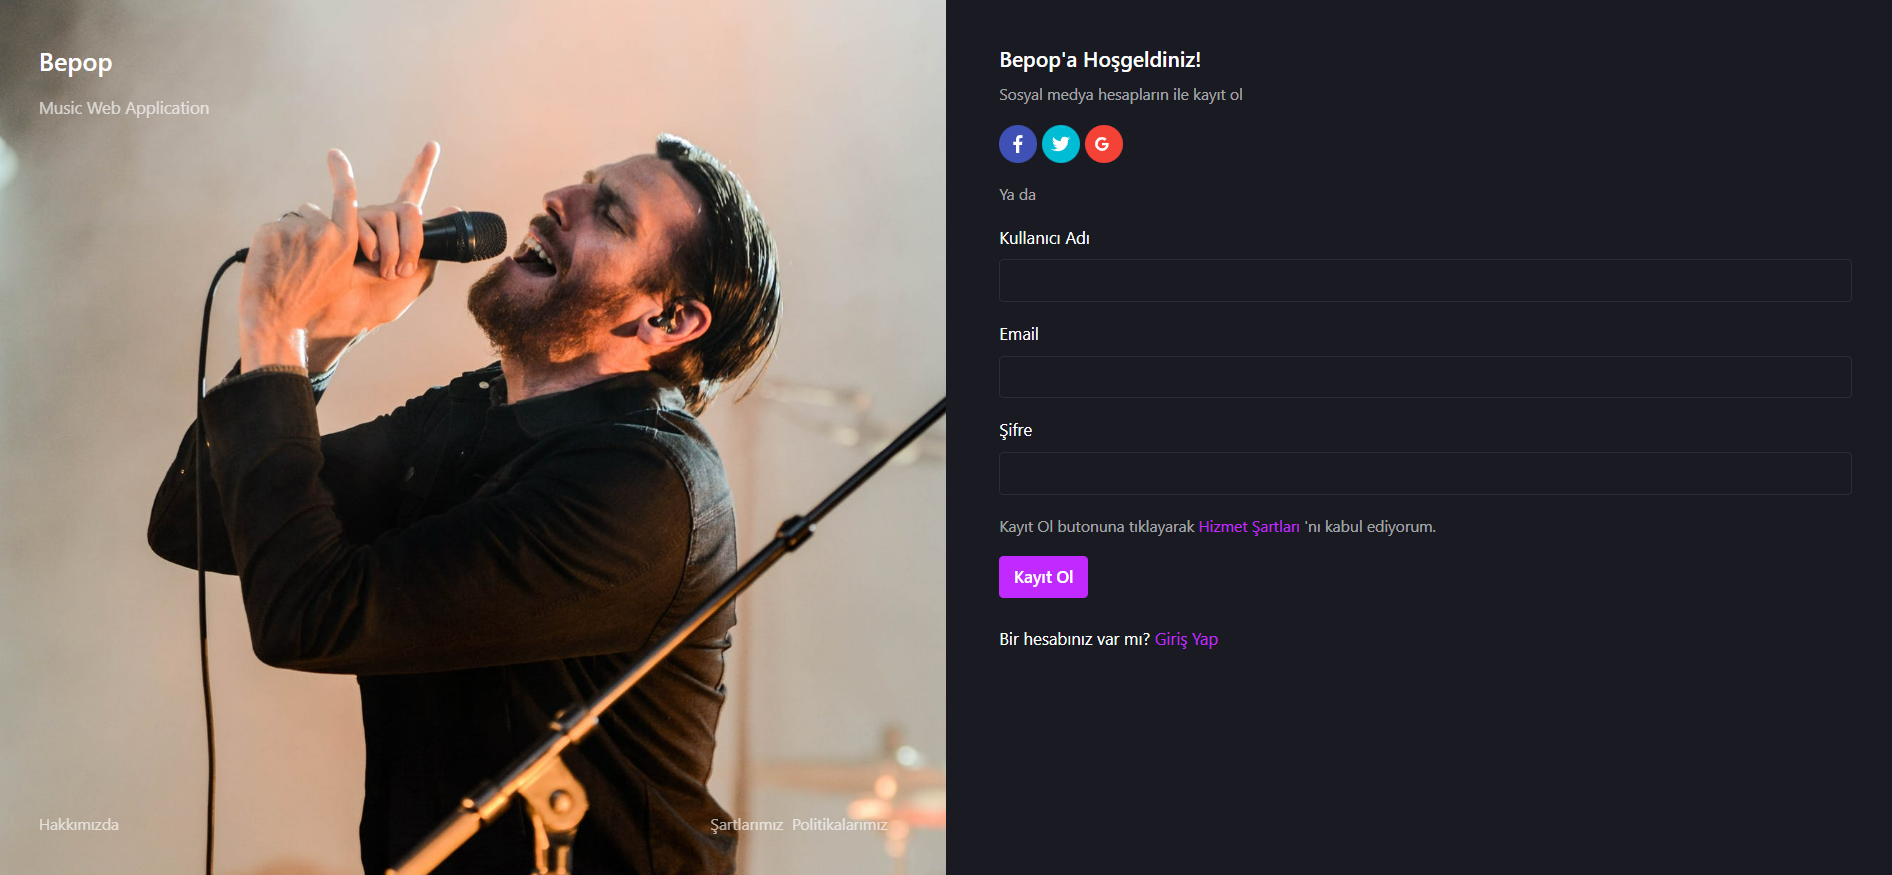 Bepop
Music Web Application
Hakkımızda
Şartlarımız Politikalarımız
Bepop'a Hoşgeldiniz!
Sosyal medya hesapların ile kayıt ol
Ya da
Kullanıcı Adı
Email
Şifre
Kayıt Ol butonuna tıklayarak Hizmet Şartları 'nı kabul ediyorum.
Kayıt Ol
Bir hesabınız var mı? Giriş Yap